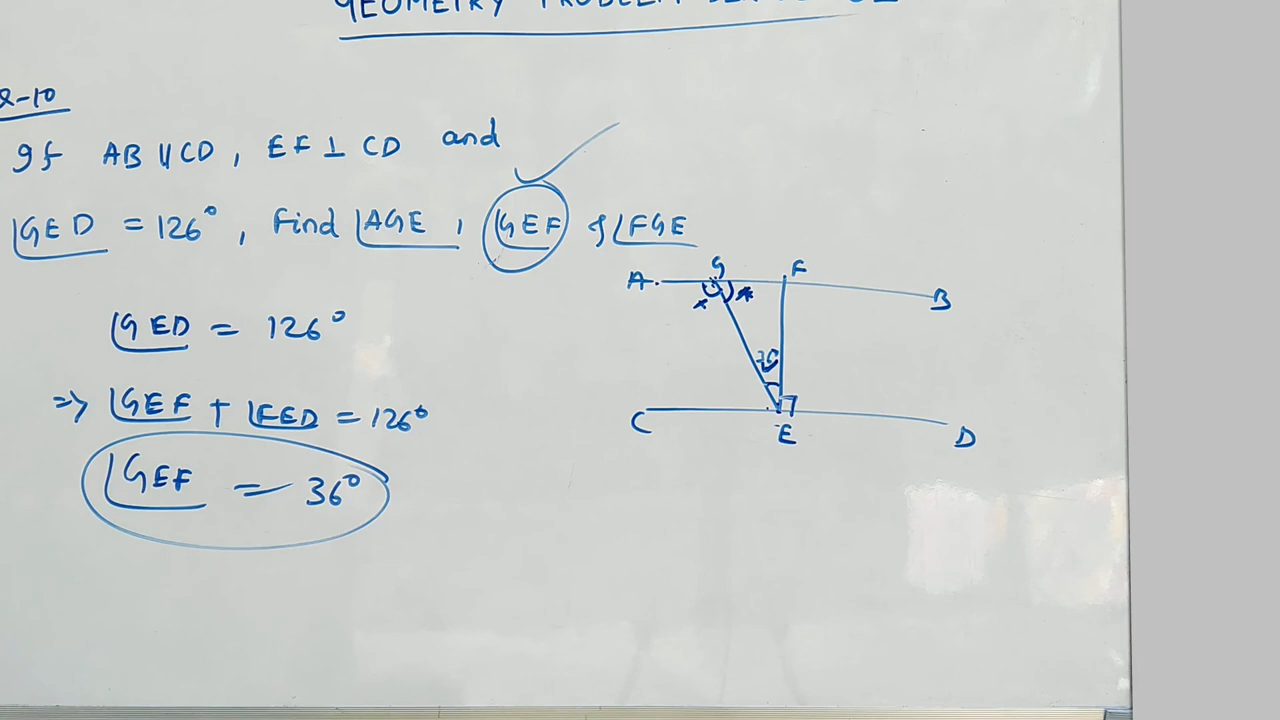 Q-10
If AB ∥ CD, EF ⊥ CD and
∠GED = 126°, Find ∠AGE, ∠GEF & ∠FGE
∠GED = 126°
⇒ ∠GEF + ∠FED = 126°
∠GEF = 36°
A G F B
x x
36
C E D